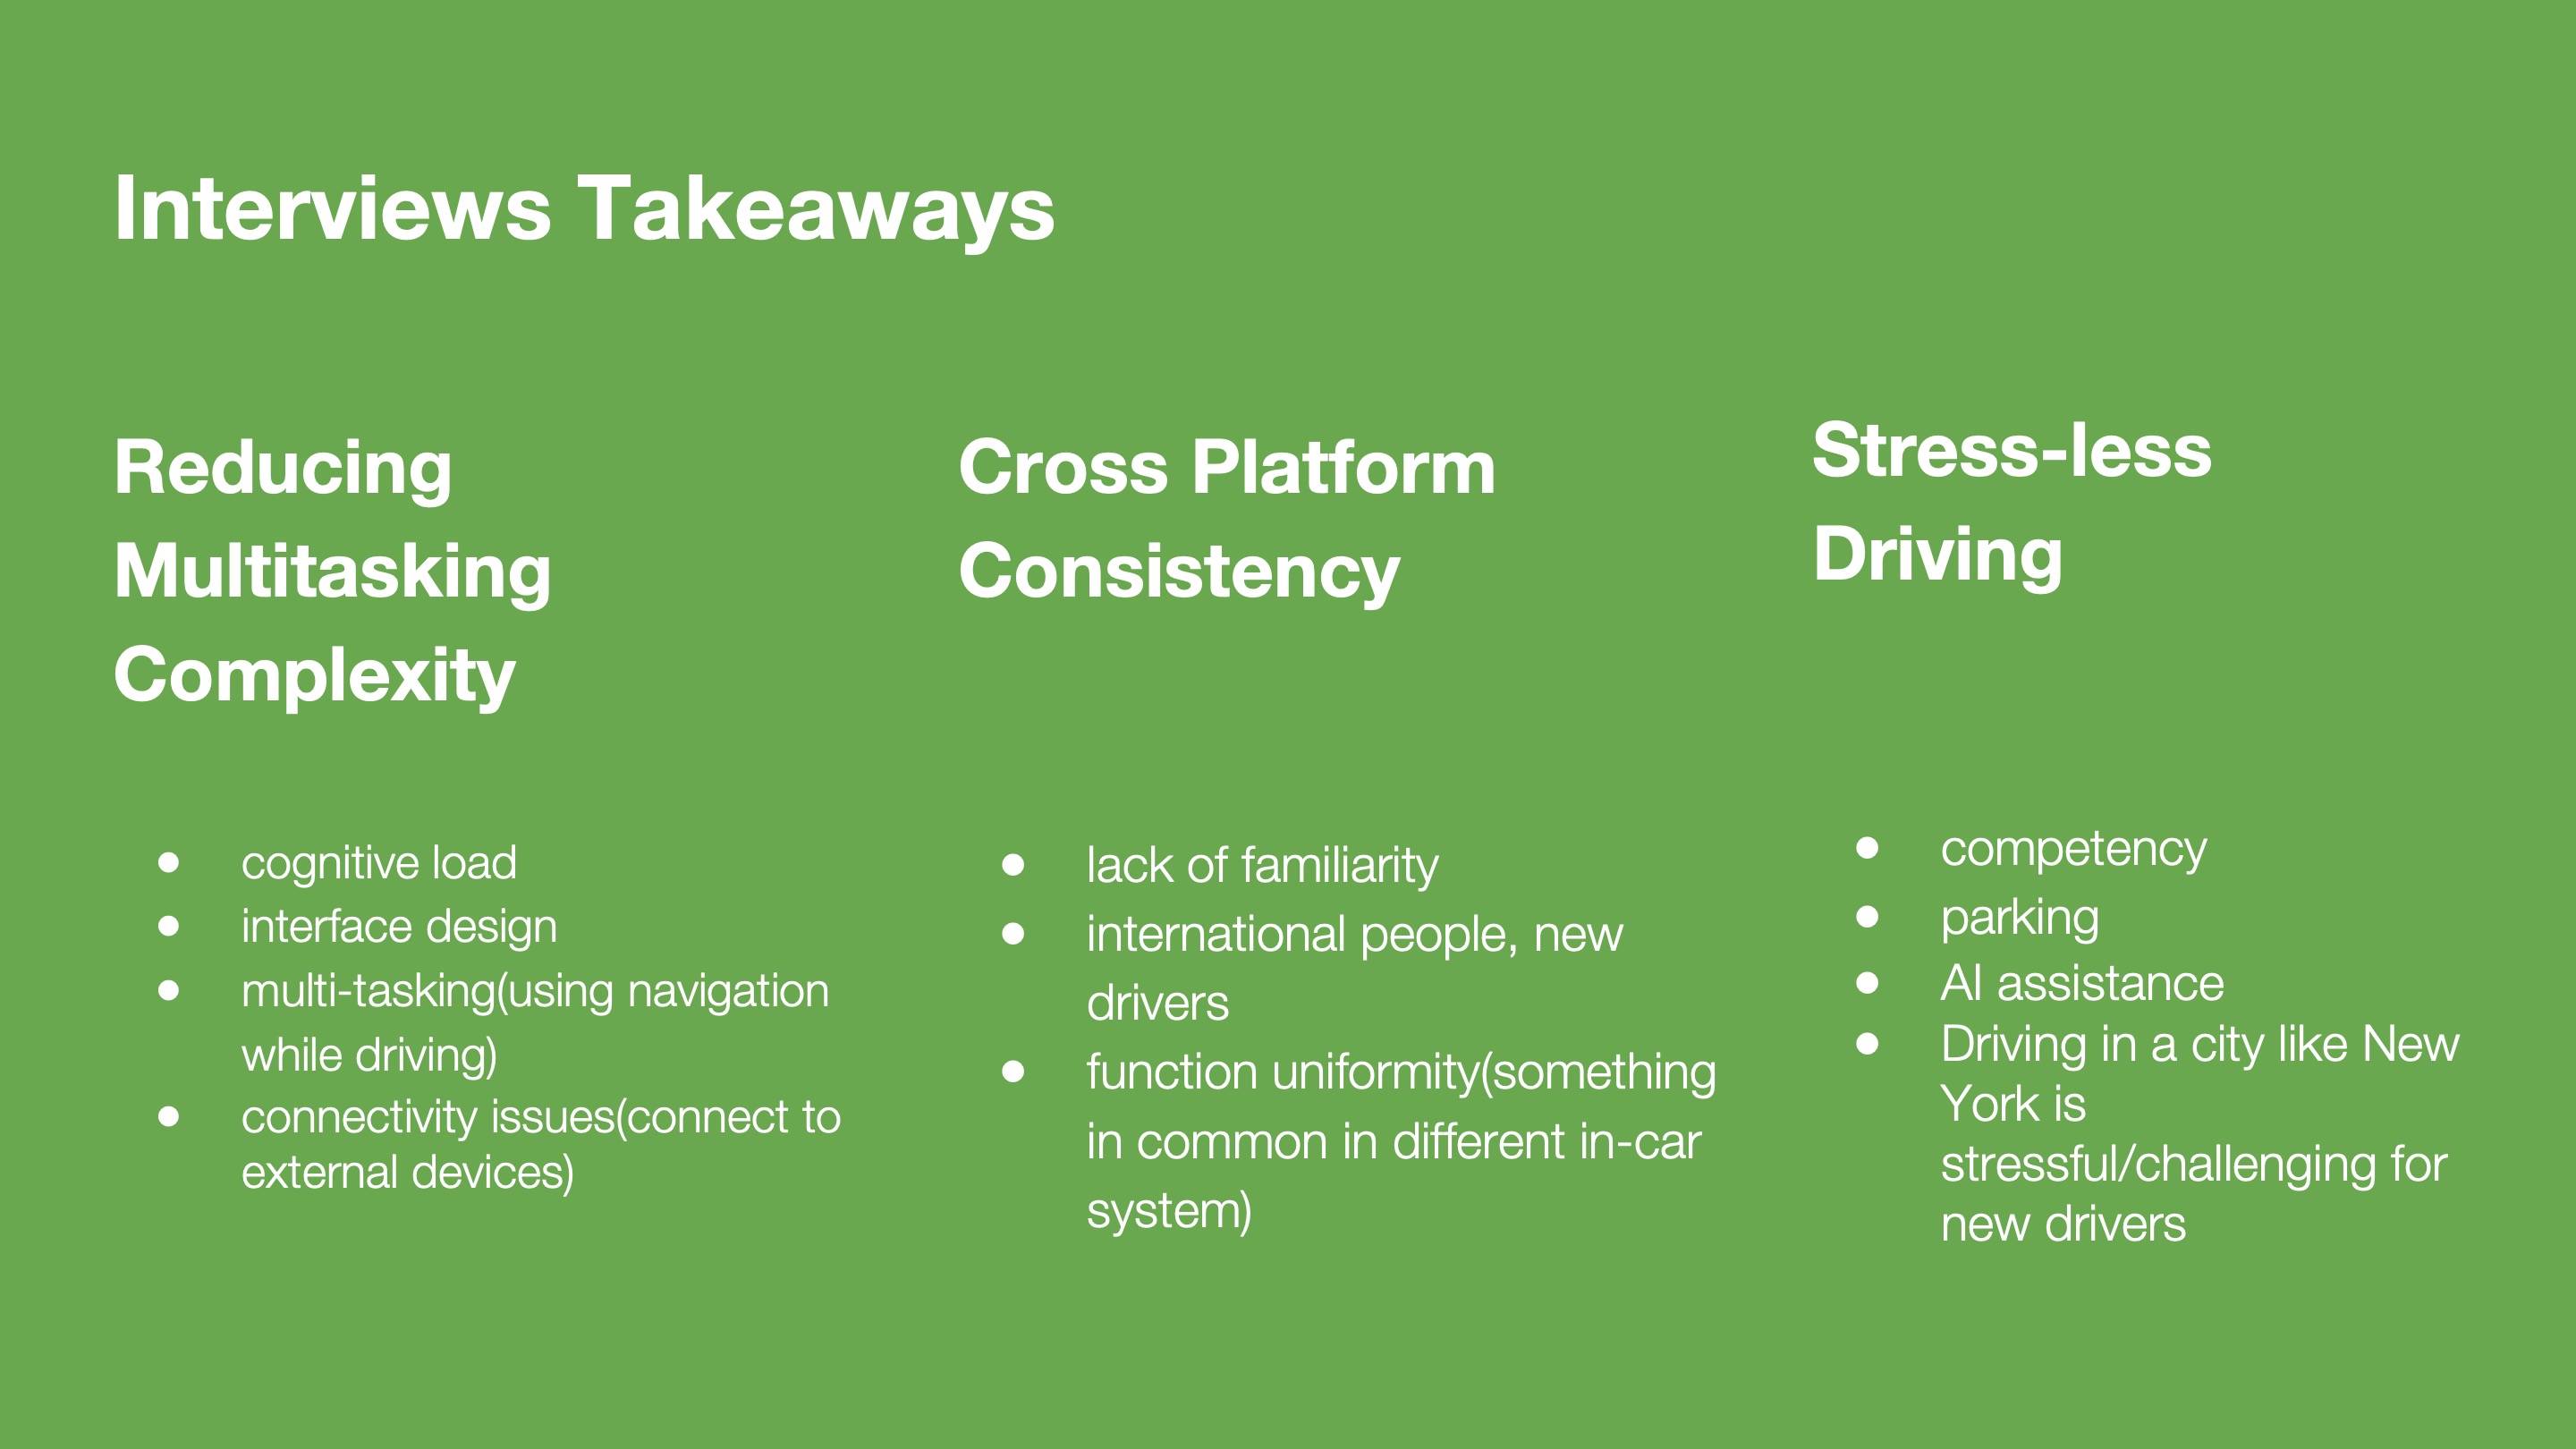 Interviews Takeaways
Reducing
Multitasking
Complexity
● cognitive load
● interface design
● multi-tasking(using navigation
while driving)
● connectivity issues(connect to
external devices)
Cross Platform
Consistency
● lack of familiarity
● international people, new
drivers
● function uniformity(something
in common in different in-car
system)
Stress-less
Driving
● competency
● parking
● AI assistance
● Driving in a city like New
York is
stressful/challenging for
new drivers